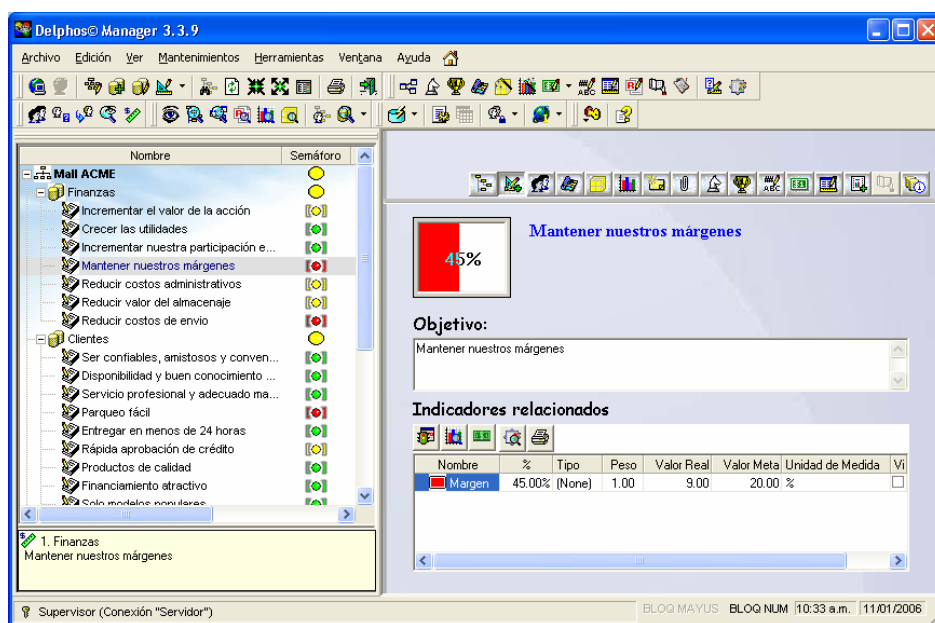 Delphos© Manager 3.3.9
Archivo Edición Ver Mantenimientos Herramientas Ventana Ayuda
Nombre Semáforo
Mall ACME
Finanzas
Incrementar el valor de la acción
Crecer las utilidades
Incrementar nuestra participación e...
Mantener nuestros márgenes
Reducir costos administrativos
Reducir valor del almacenaje
Reducir costos de envio
Clientes
Ser confiables, amistosos y conven...
Disponibilidad y buen conocimiento ...
Servicio profesional y adecuado ma...
Parqueo fácil
Entregar en menos de 24 horas
Rápida aprobación de crédito
Productos de calidad
Financiamiento atractivo
Solo modelos populares
1. Finanzas
Mantener nuestros márgenes
45%
Mantener nuestros márgenes
Objetivo:
Mantener nuestros márgenes
Indicadores relacionados
Nombre % Tipo Peso Valor Real Valor Meta Unidad de Medida Vi
Margen 45.00% (None) 1.00 9.00 20.00 %
Supervisor (Conexión "Servidor") BLOQ MAYUS BLOQ NUM 10:33 a.m. 11/01/2006